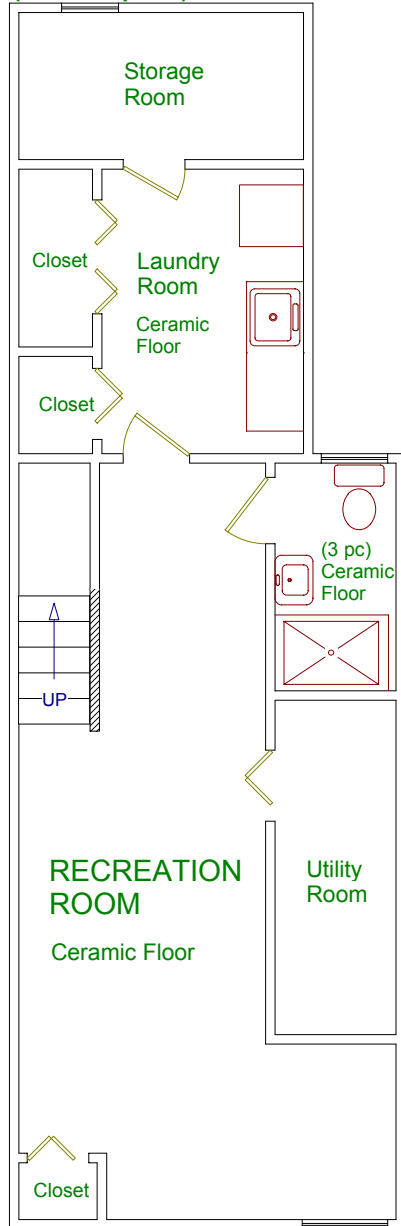 Storage
Room
Closet
Laundry
Room
Ceramic
Floor
Closet
(3 pc)
Ceramic
Floor
UP
RECREATION
ROOM
Ceramic Floor
Utility
Room
Closet